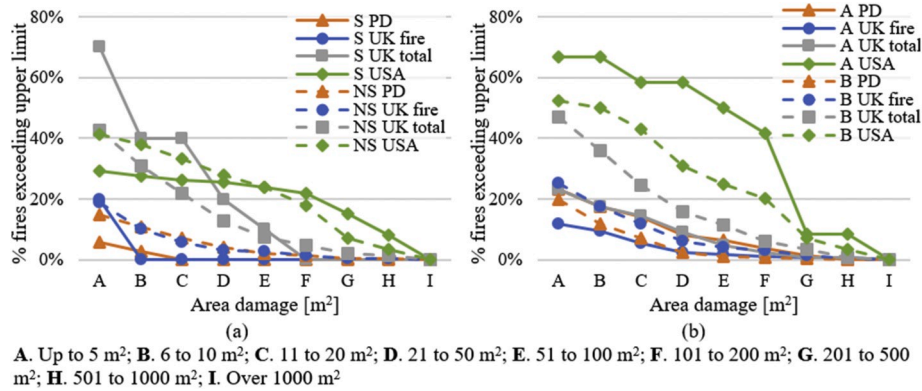 80%
60%
40%
20%
0%
% fires exceeding upper limit
S PD
S UK fire
S UK total
S USA
NS PD
NS UK fire
NS UK total
NS USA
A B C D E F G H I
Area damage [m²]
(a)
80%
60%
40%
20%
0%
% fires exceeding upper limit
A PD
A UK fire
A UK total
A USA
B PD
B UK fire
B UK total
B USA
A B C D E F G H I
Area damage [m²]
(b)
A. Up to 5 m²; B. 6 to 10 m²; C. 11 to 20 m²; D. 21 to 50 m²; E. 51 to 100 m²; F. 101 to 200 m²; G. 201 to 500
m²; H. 501 to 1000 m²; I. Over 1000 m²